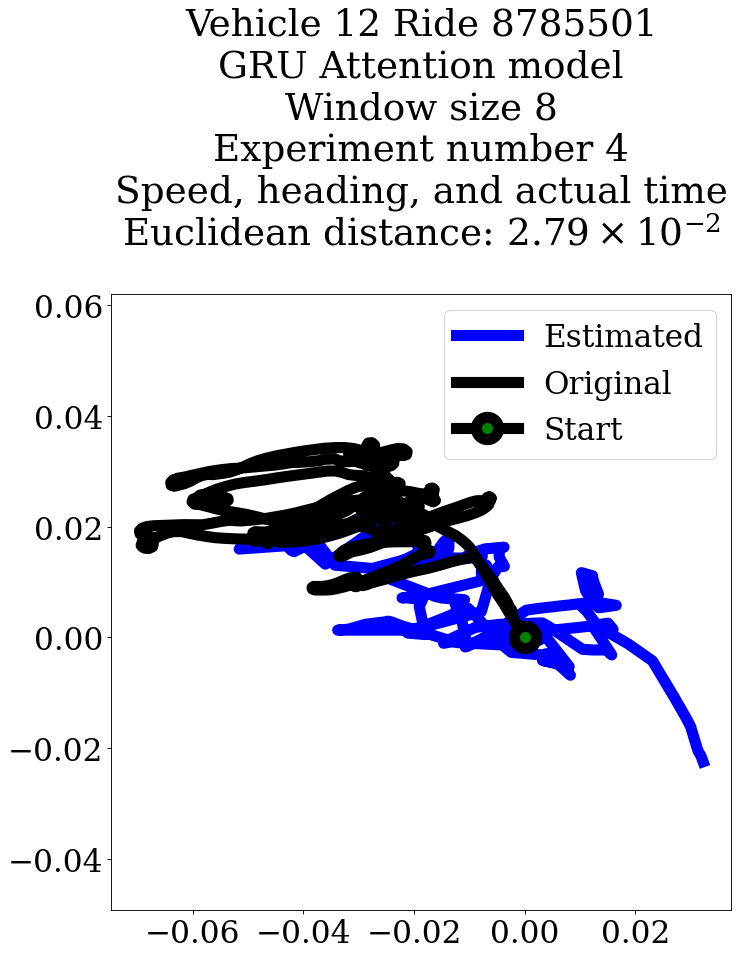 Vehicle 12 Ride 8785501
GRU Attention model
Window size 8
Experiment number 4
Speed, heading, and actual time
Euclidean distance: 2.79 × 10⁻²
Estimated
Original
Start
0.06
0.04
0.02
0.00
−0.02
−0.04
−0.06 −0.04 −0.02 0.00 0.02